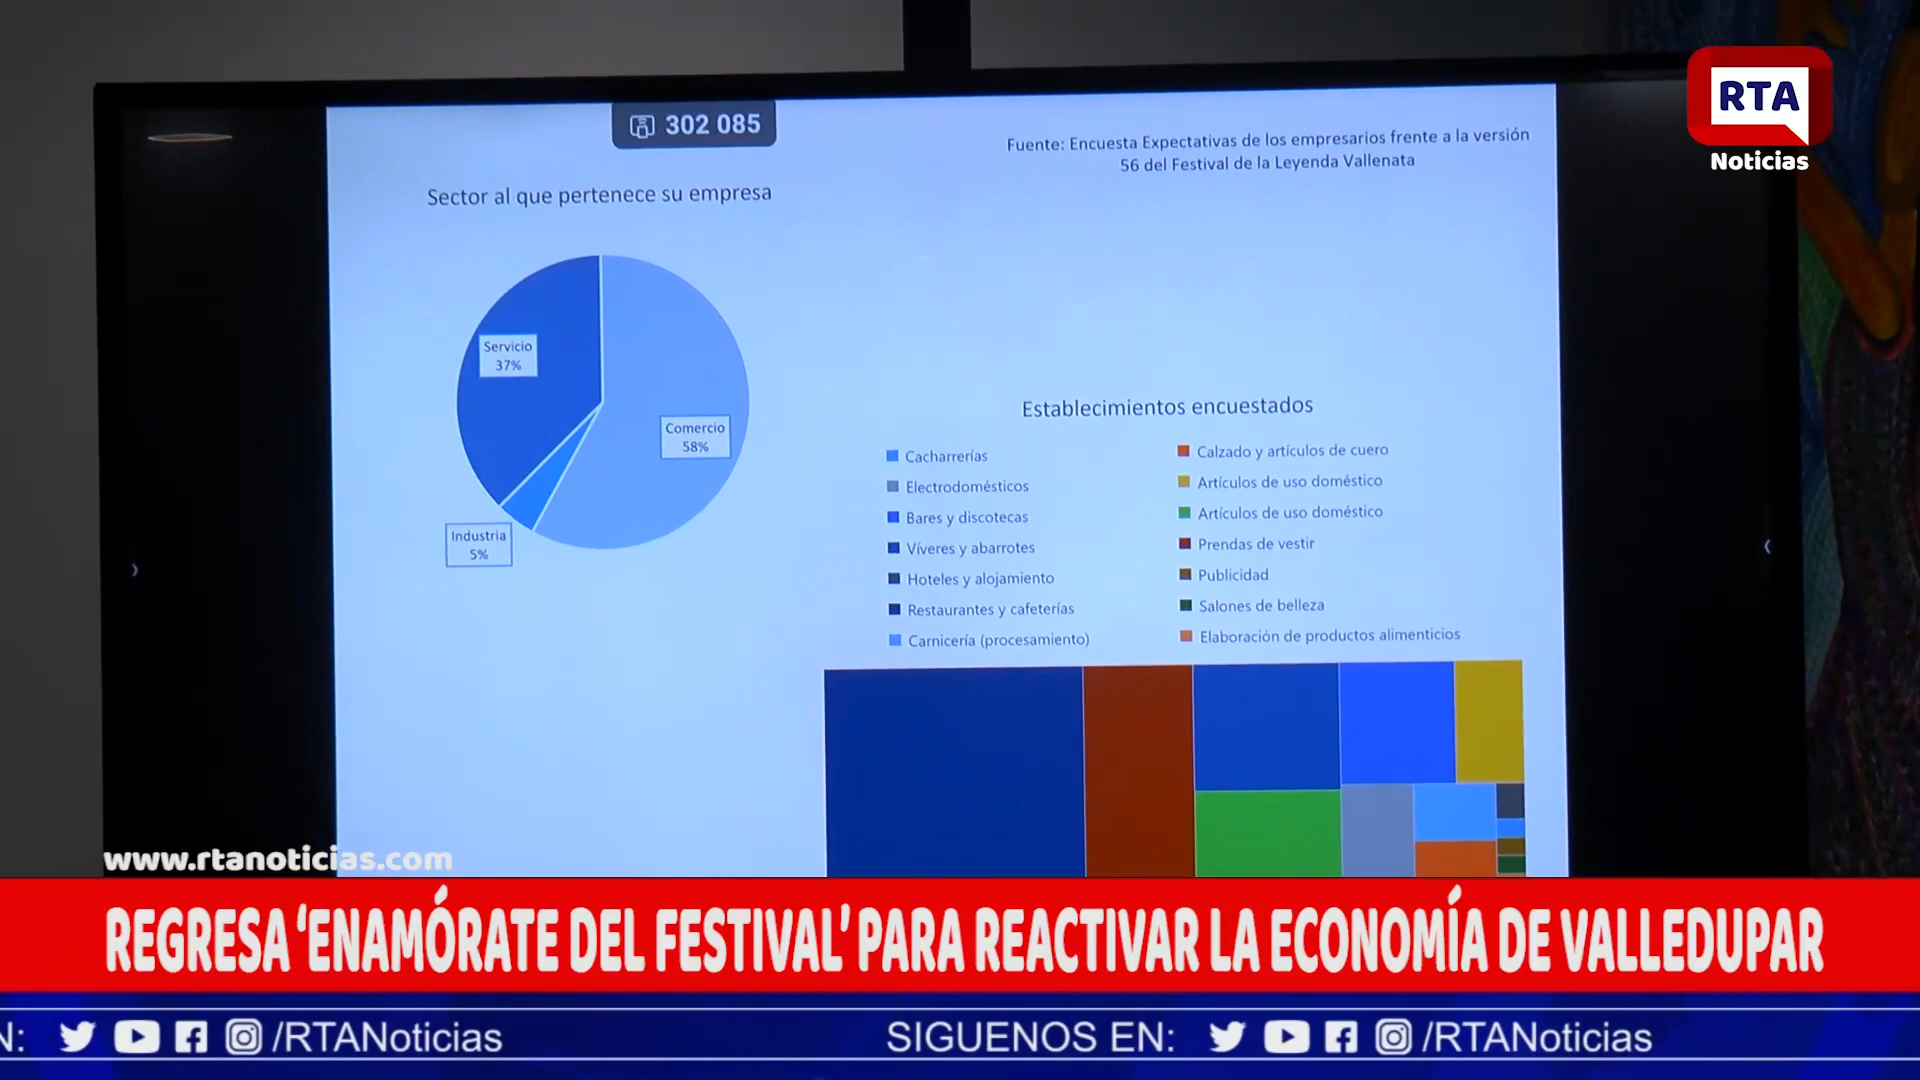 RTA
Noticias
302 085
Fuente: Encuesta Expectativas de los empresarios frente a la versión
56 del Festival de la Leyenda Vallenata
Sector al que pertenece su empresa
Servicio
37%
Comercio
58%
Industria
5%
Establecimientos encuestados
Cacharrerías
Electrodomésticos
Bares y discotecas
Víveres y abarrotes
Hoteles y alojamiento
Restaurantes y cafeterías
Carnicería (procesamiento)
Calzado y artículos de cuero
Artículos de uso doméstico
Artículos de uso doméstico
Prendas de vestir
Publicidad
Salones de belleza
Elaboración de productos alimenticios
www.rtanoticias.com
REGRESA ‘ENAMÓRATE DEL FESTIVAL’ PARA REACTIVAR LA ECONOMÍA DE VALLEDUPAR
N: /RTANoticias SIGUENOS EN: /RTANoticias